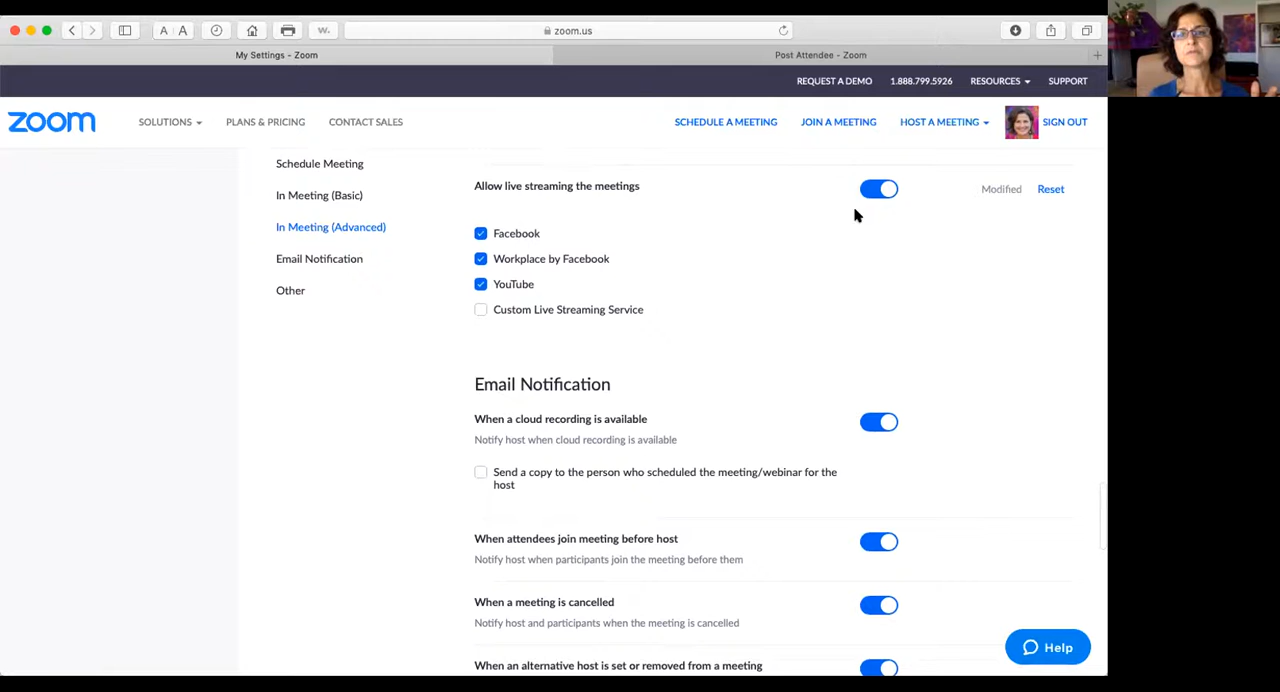 A A
W.
zoom.us
My Settings - Zoom
Post Attendee - Zoom
REQUEST A DEMO 1.888.799.5926 RESOURCES SUPPORT
zoom SOLUTIONS PLANS & PRICING CONTACT SALES SCHEDULE A MEETING JOIN A MEETING HOST A MEETING SIGN OUT
Schedule Meeting
In Meeting (Basic)
In Meeting (Advanced)
Email Notification
Other
Allow live streaming the meetings
Modified Reset
Facebook
Workplace by Facebook
YouTube
Custom Live Streaming Service
Email Notification
When a cloud recording is available
Notify host when cloud recording is available
Send a copy to the person who scheduled the meeting/webinar for the
host
When attendees join meeting before host
Notify host when participants join the meeting before them
When a meeting is cancelled
Notify host and participants when the meeting is cancelled
When an alternative host is set or removed from a meeting
Help